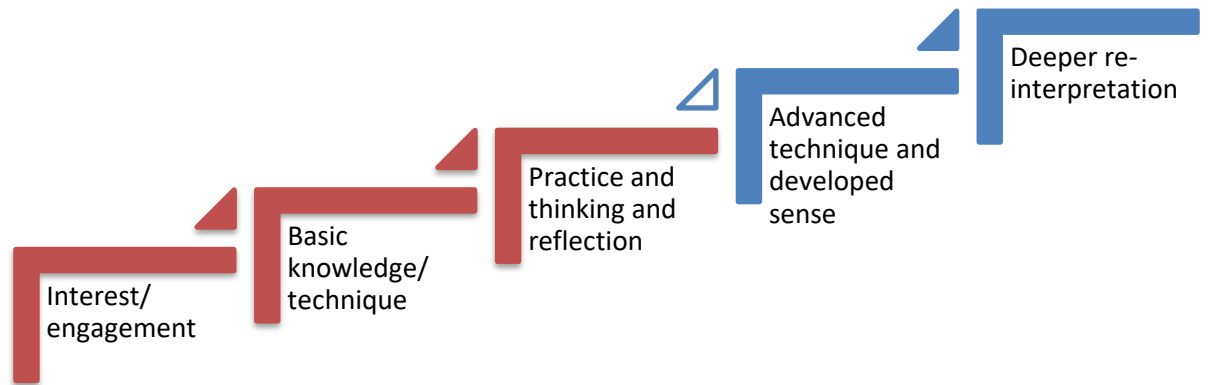 Interest/
engagement
Basic
knowledge/
technique
Practice and
thinking and
reflection
Advanced
technique and
developed
sense
Deeper re-
interpretation